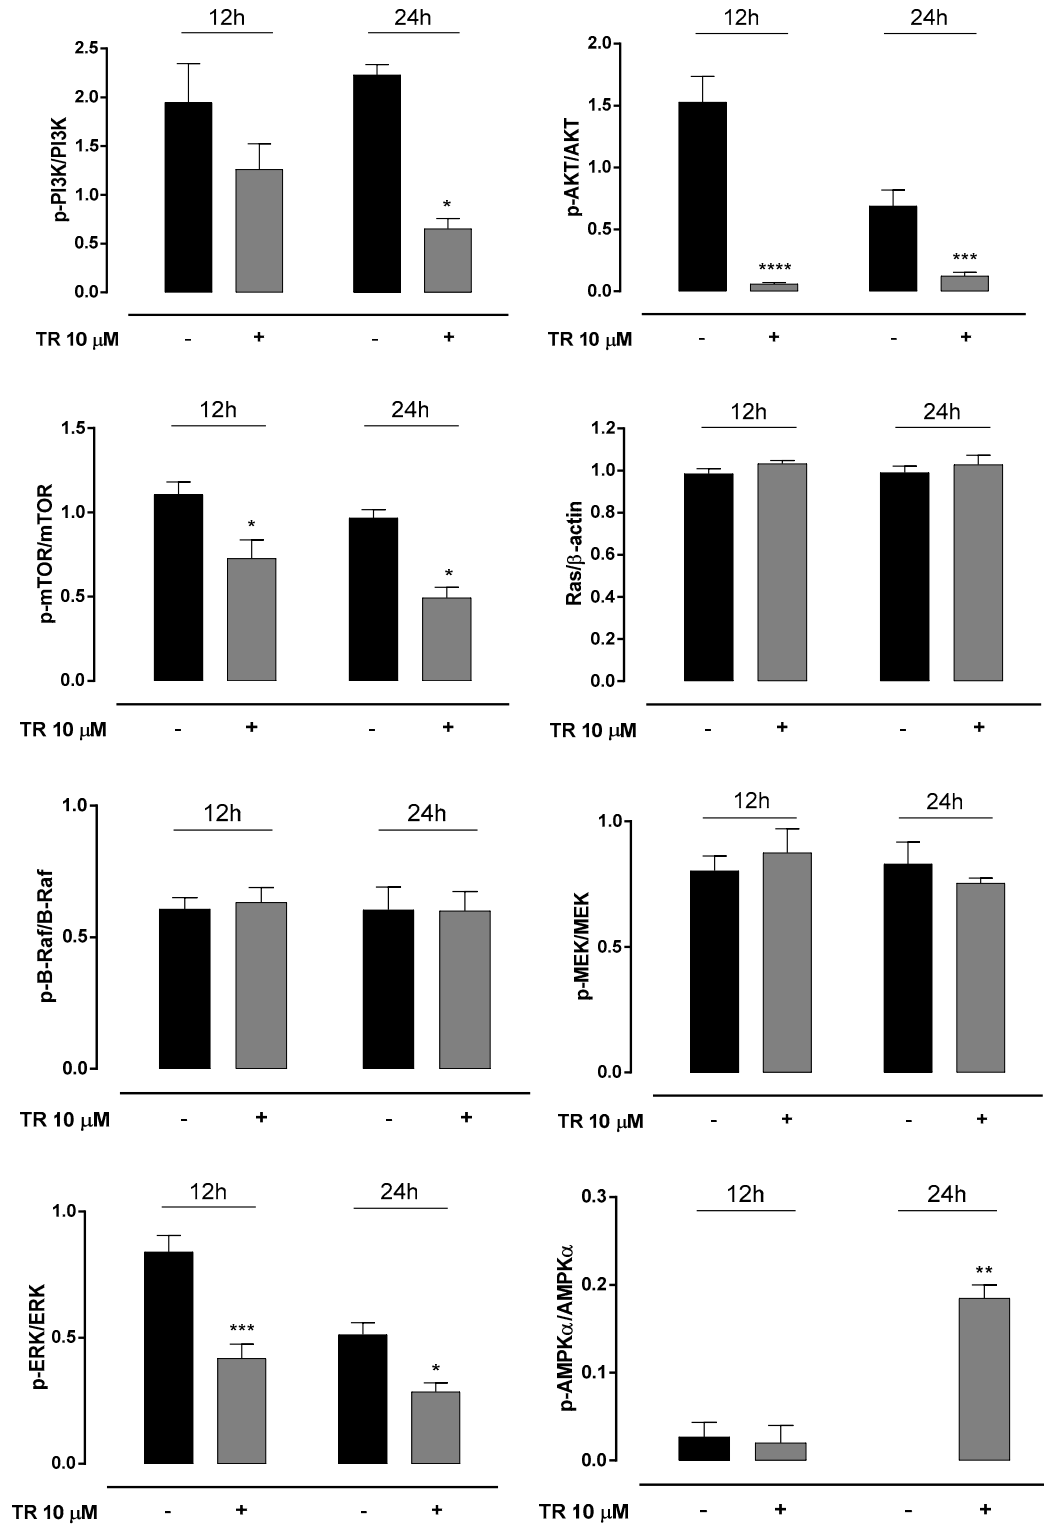 12h 24h
2.5
2.0
1.5
1.0
0.5
0.0
p-PI3K/PI3K
*
TR 10 μM - + - +
12h 24h
2.0
1.5
1.0
0.5
0.0
p-AKT/AKT
**** ***
TR 10 μM - + - +
12h 24h
1.5
1.0
0.5
0.0
p-mTOR/mTOR
* *
TR 10 μM - + - +
12h 24h
1.2
1.0
0.8
0.6
0.4
0.2
0.0
Ras/β-actin
TR 10 μM - + - +
12h 24h
1.0
0.5
0.0
p-B-Raf/B-Raf
TR 10 μM - + - +
12h 24h
1.0
0.5
0.0
p-MEK/MEK
TR 10 μM - + - +
12h 24h
1.0
0.5
0.0
p-ERK/ERK
*** *
TR 10 μM - + - +
12h 24h
0.3
0.2
0.1
0.0
p-AMPKα/AMPKα
**
TR 10 μM - + - +